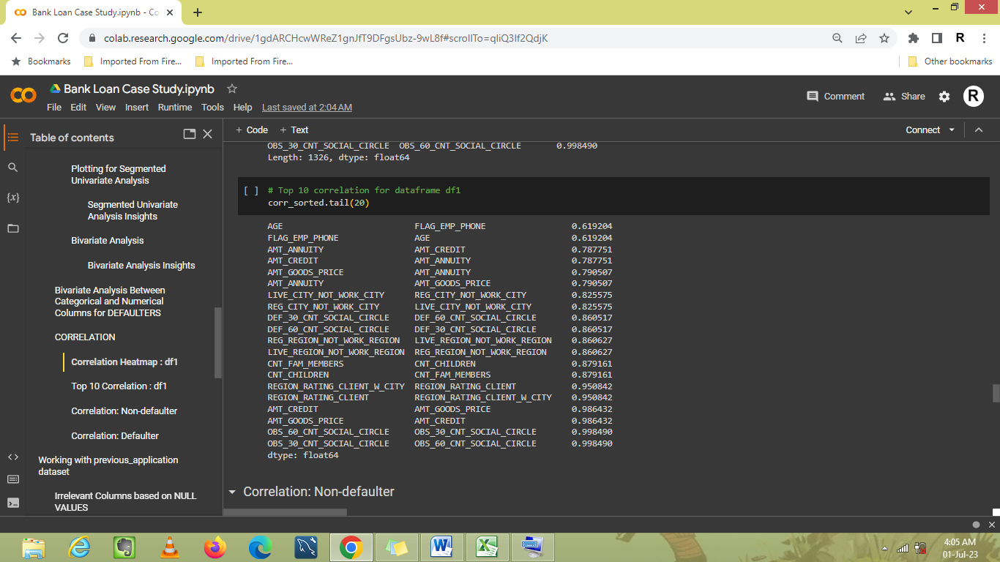 Bank Loan Case Study.ipynb - Co
colab.research.google.com/drive/1gdARCHcwWReZ1gnJfT9DFgsUbz-9wL8f#scrollTo=qIiQ3If2QdjK
R
Bookmarks
Imported From Fire...
Imported From Fire...
Other bookmarks
Bank Loan Case Study.ipynb
File Edit View Insert Runtime Tools Help Last saved at 2:04 AM
Comment
Share
R
Table of contents
Plotting for Segmented
Univariate Analysis
Segmented Univariate
Analysis Insights
Bivariate Analysis
Bivariate Analysis Insights
Bivariate Analysis Between
Categorical and Numerical
Columns for DEFAULTERS
CORRELATION
Correlation Heatmap : df1
Top 10 Correlation : df1
Correlation: Non-defaulter
Correlation: Defaulter
Working with previous_application
dataset
Irrelevant Columns based on NULL
VALUES
+ Code + Text
Connect
OBS_30_CNT_SOCIAL_CIRCLE OBS_60_CNT_SOCIAL_CIRCLE 0.998490
Length: 1326, dtype: float64
[ ] # Top 10 correlation for dataframe df1
corr_sorted.tail(20)
AGE FLAG_EMP_PHONE 0.619204
FLAG_EMP_PHONE AGE 0.619204
AMT_ANNUITY AMT_CREDIT 0.787751
AMT_CREDIT AMT_ANNUITY 0.787751
AMT_GOODS_PRICE AMT_ANNUITY 0.790507
AMT_ANNUITY AMT_GOODS_PRICE 0.790507
LIVE_CITY_NOT_WORK_CITY REG_CITY_NOT_WORK_CITY 0.825575
REG_CITY_NOT_WORK_CITY LIVE_CITY_NOT_WORK_CITY 0.825575
DEF_30_CNT_SOCIAL_CIRCLE DEF_60_CNT_SOCIAL_CIRCLE 0.860517
DEF_60_CNT_SOCIAL_CIRCLE DEF_30_CNT_SOCIAL_CIRCLE 0.860517
REG_REGION_NOT_WORK_REGION LIVE_REGION_NOT_WORK_REGION 0.860627
LIVE_REGION_NOT_WORK_REGION REG_REGION_NOT_WORK_REGION 0.860627
CNT_FAM_MEMBERS CNT_CHILDREN 0.879161
CNT_CHILDREN CNT_FAM_MEMBERS 0.879161
REGION_RATING_CLIENT_W_CITY REGION_RATING_CLIENT 0.950842
REGION_RATING_CLIENT REGION_RATING_CLIENT_W_CITY 0.950842
AMT_CREDIT AMT_GOODS_PRICE 0.986432
AMT_GOODS_PRICE AMT_CREDIT 0.986432
OBS_60_CNT_SOCIAL_CIRCLE OBS_30_CNT_SOCIAL_CIRCLE 0.998490
OBS_30_CNT_SOCIAL_CIRCLE OBS_60_CNT_SOCIAL_CIRCLE 0.998490
dtype: float64
Correlation: Non-defaulter
4:05 AM
01-Jul-23